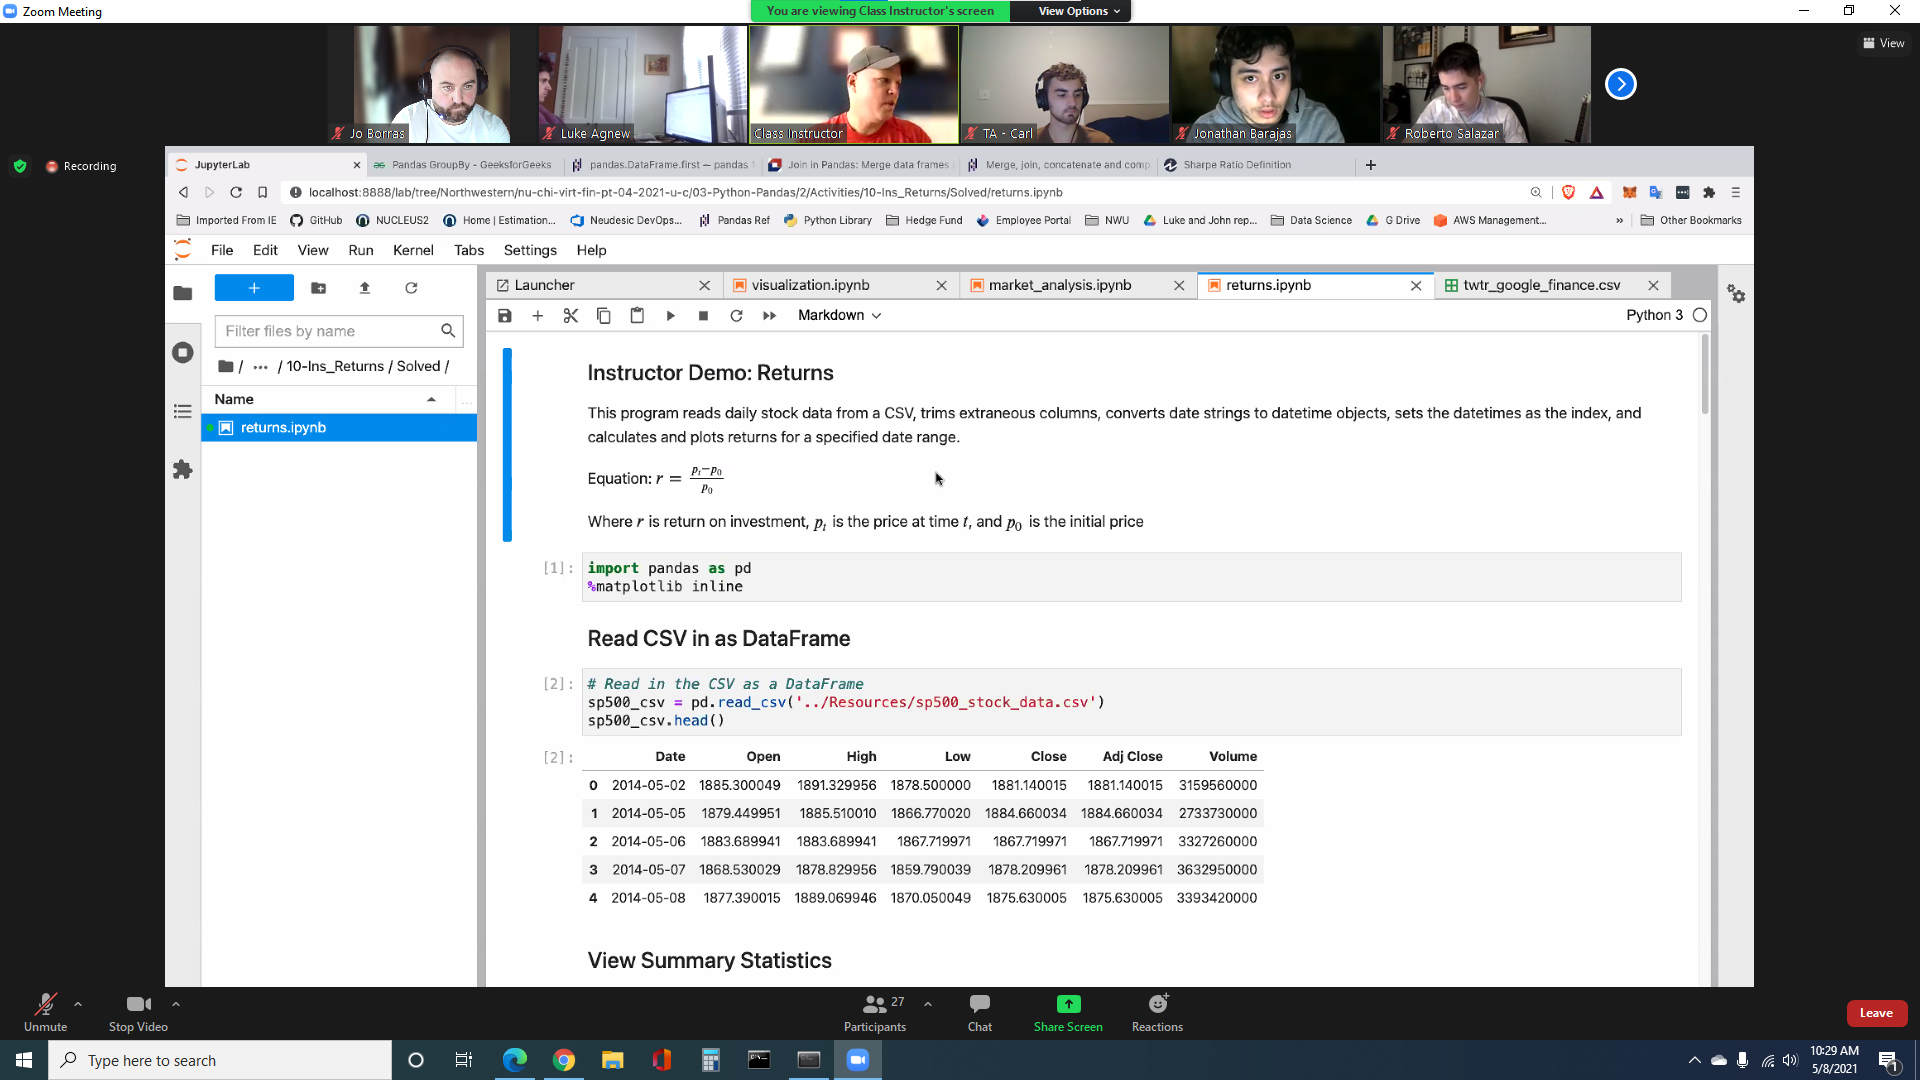 Zoom Meeting
You are viewing Class Instructor's screen
View Options
Jo Borras
Luke Agnew
Class Instructor
TA - Carl
Jonathan Barajas
Roberto Salazar
View
Recording
JupyterLab
Pandas GroupBy - GeeksforGeeks
pandas.DataFrame.first — pandas
Join in Pandas: Merge data frames
Merge, join, concatenate and comp
Sharpe Ratio Definition
localhost:8888/lab/tree/Northwestern/nu-chi-virt-fin-pt-04-2021-u-c/03-Python-Pandas/2/Activities/10-Ins_Returns/Solved/returns.ipynb
Imported From IE
GitHub
NUCLEUS2
Home | Estimation...
Neudesic DevOps...
Pandas Ref
Python Library
Hedge Fund
Employee Portal
NWU
Luke and John rep...
Data Science
G Drive
AWS Management...
»
Other Bookmarks
File Edit View Run Kernel Tabs Settings Help
Launcher
visualization.ipynb
market_analysis.ipynb
returns.ipynb
twtr_google_finance.csv
Filter files by name
Markdown
Python 3
/ ··· / 10-Ins_Returns / Solved /
Name
returns.ipynb
Instructor Demo: Returns
This program reads daily stock data from a CSV, trims extraneous columns, converts date strings to datetime objects, sets the datetimes as the index, and
calculates and plots returns for a specified date range.
Equation: r = (pt−p0)/p0
Where r is return on investment, pt is the price at time t, and p0 is the initial price
[1]: import pandas as pd
%matplotlib inline
Read CSV in as DataFrame
[2]: # Read in the CSV as a DataFrame
sp500_csv = pd.read_csv('../Resources/sp500_stock_data.csv')
sp500_csv.head()
[2]: Date Open High Low Close Adj Close Volume
0 2014-05-02 1885.300049 1891.329956 1878.500000 1881.140015 1881.140015 3159560000
1 2014-05-05 1879.449951 1885.510010 1866.770020 1884.660034 1884.660034 2733730000
2 2014-05-06 1883.689941 1883.689941 1867.719971 1867.719971 1867.719971 3327260000
3 2014-05-07 1868.530029 1878.829956 1859.790039 1878.209961 1878.209961 3632950000
4 2014-05-08 1877.390015 1889.069946 1870.050049 1875.630005 1875.630005 3393420000
View Summary Statistics
Unmute
Stop Video
27
Participants
Chat
Share Screen
Reactions
Leave
Type here to search
10:29 AM
5/8/2021
1